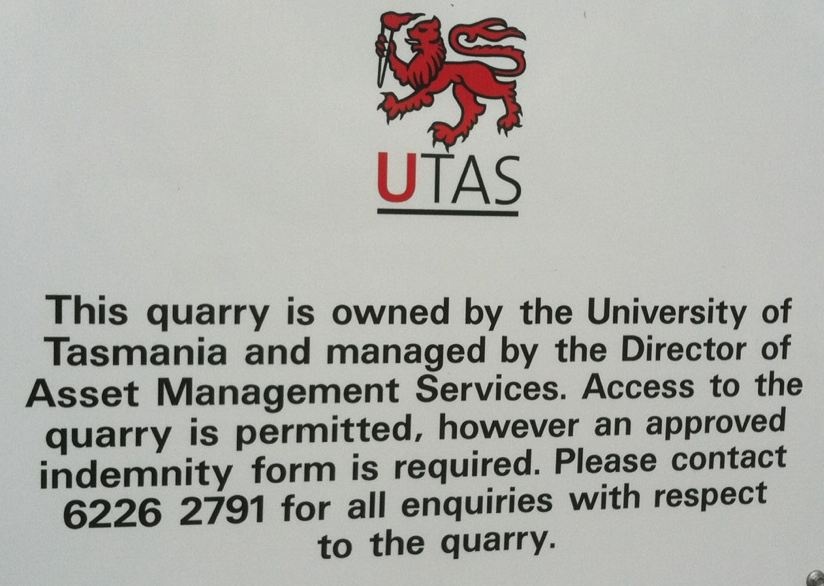 UTAS
This quarry is owned by the University of
Tasmania and managed by the Director of
Asset Management Services. Access to the
quarry is permitted, however an approved
indemnity form is required. Please contact
6226 2791 for all enquiries with respect
to the quarry.